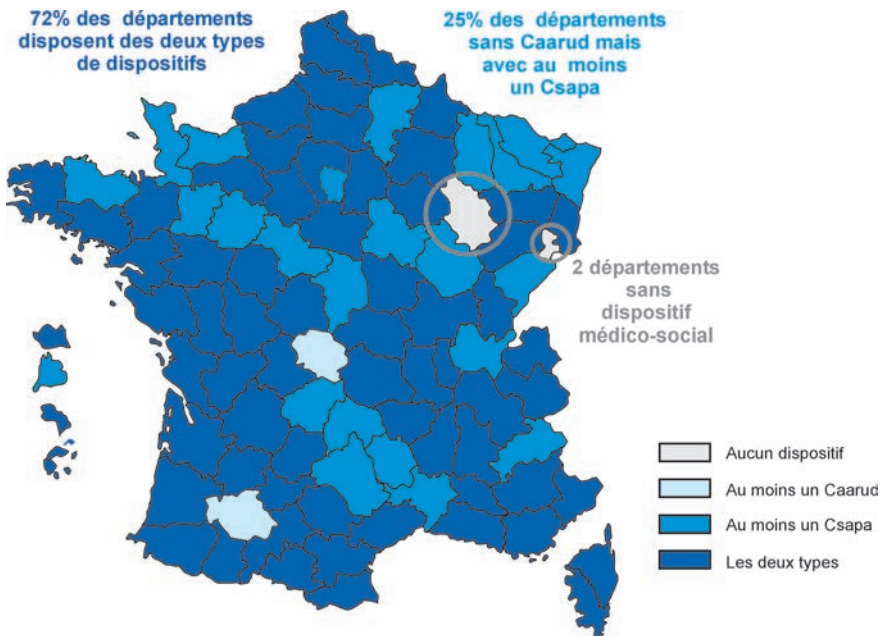 72% des départements
disposent des deux types
de dispositifs
25% des départements
sans Caarud mais
avec au moins
un Csapa
2 départements
sans
dispositif
médico-social
Aucun dispositif
Au moins un Caarud
Au moins un Csapa
Les deux types